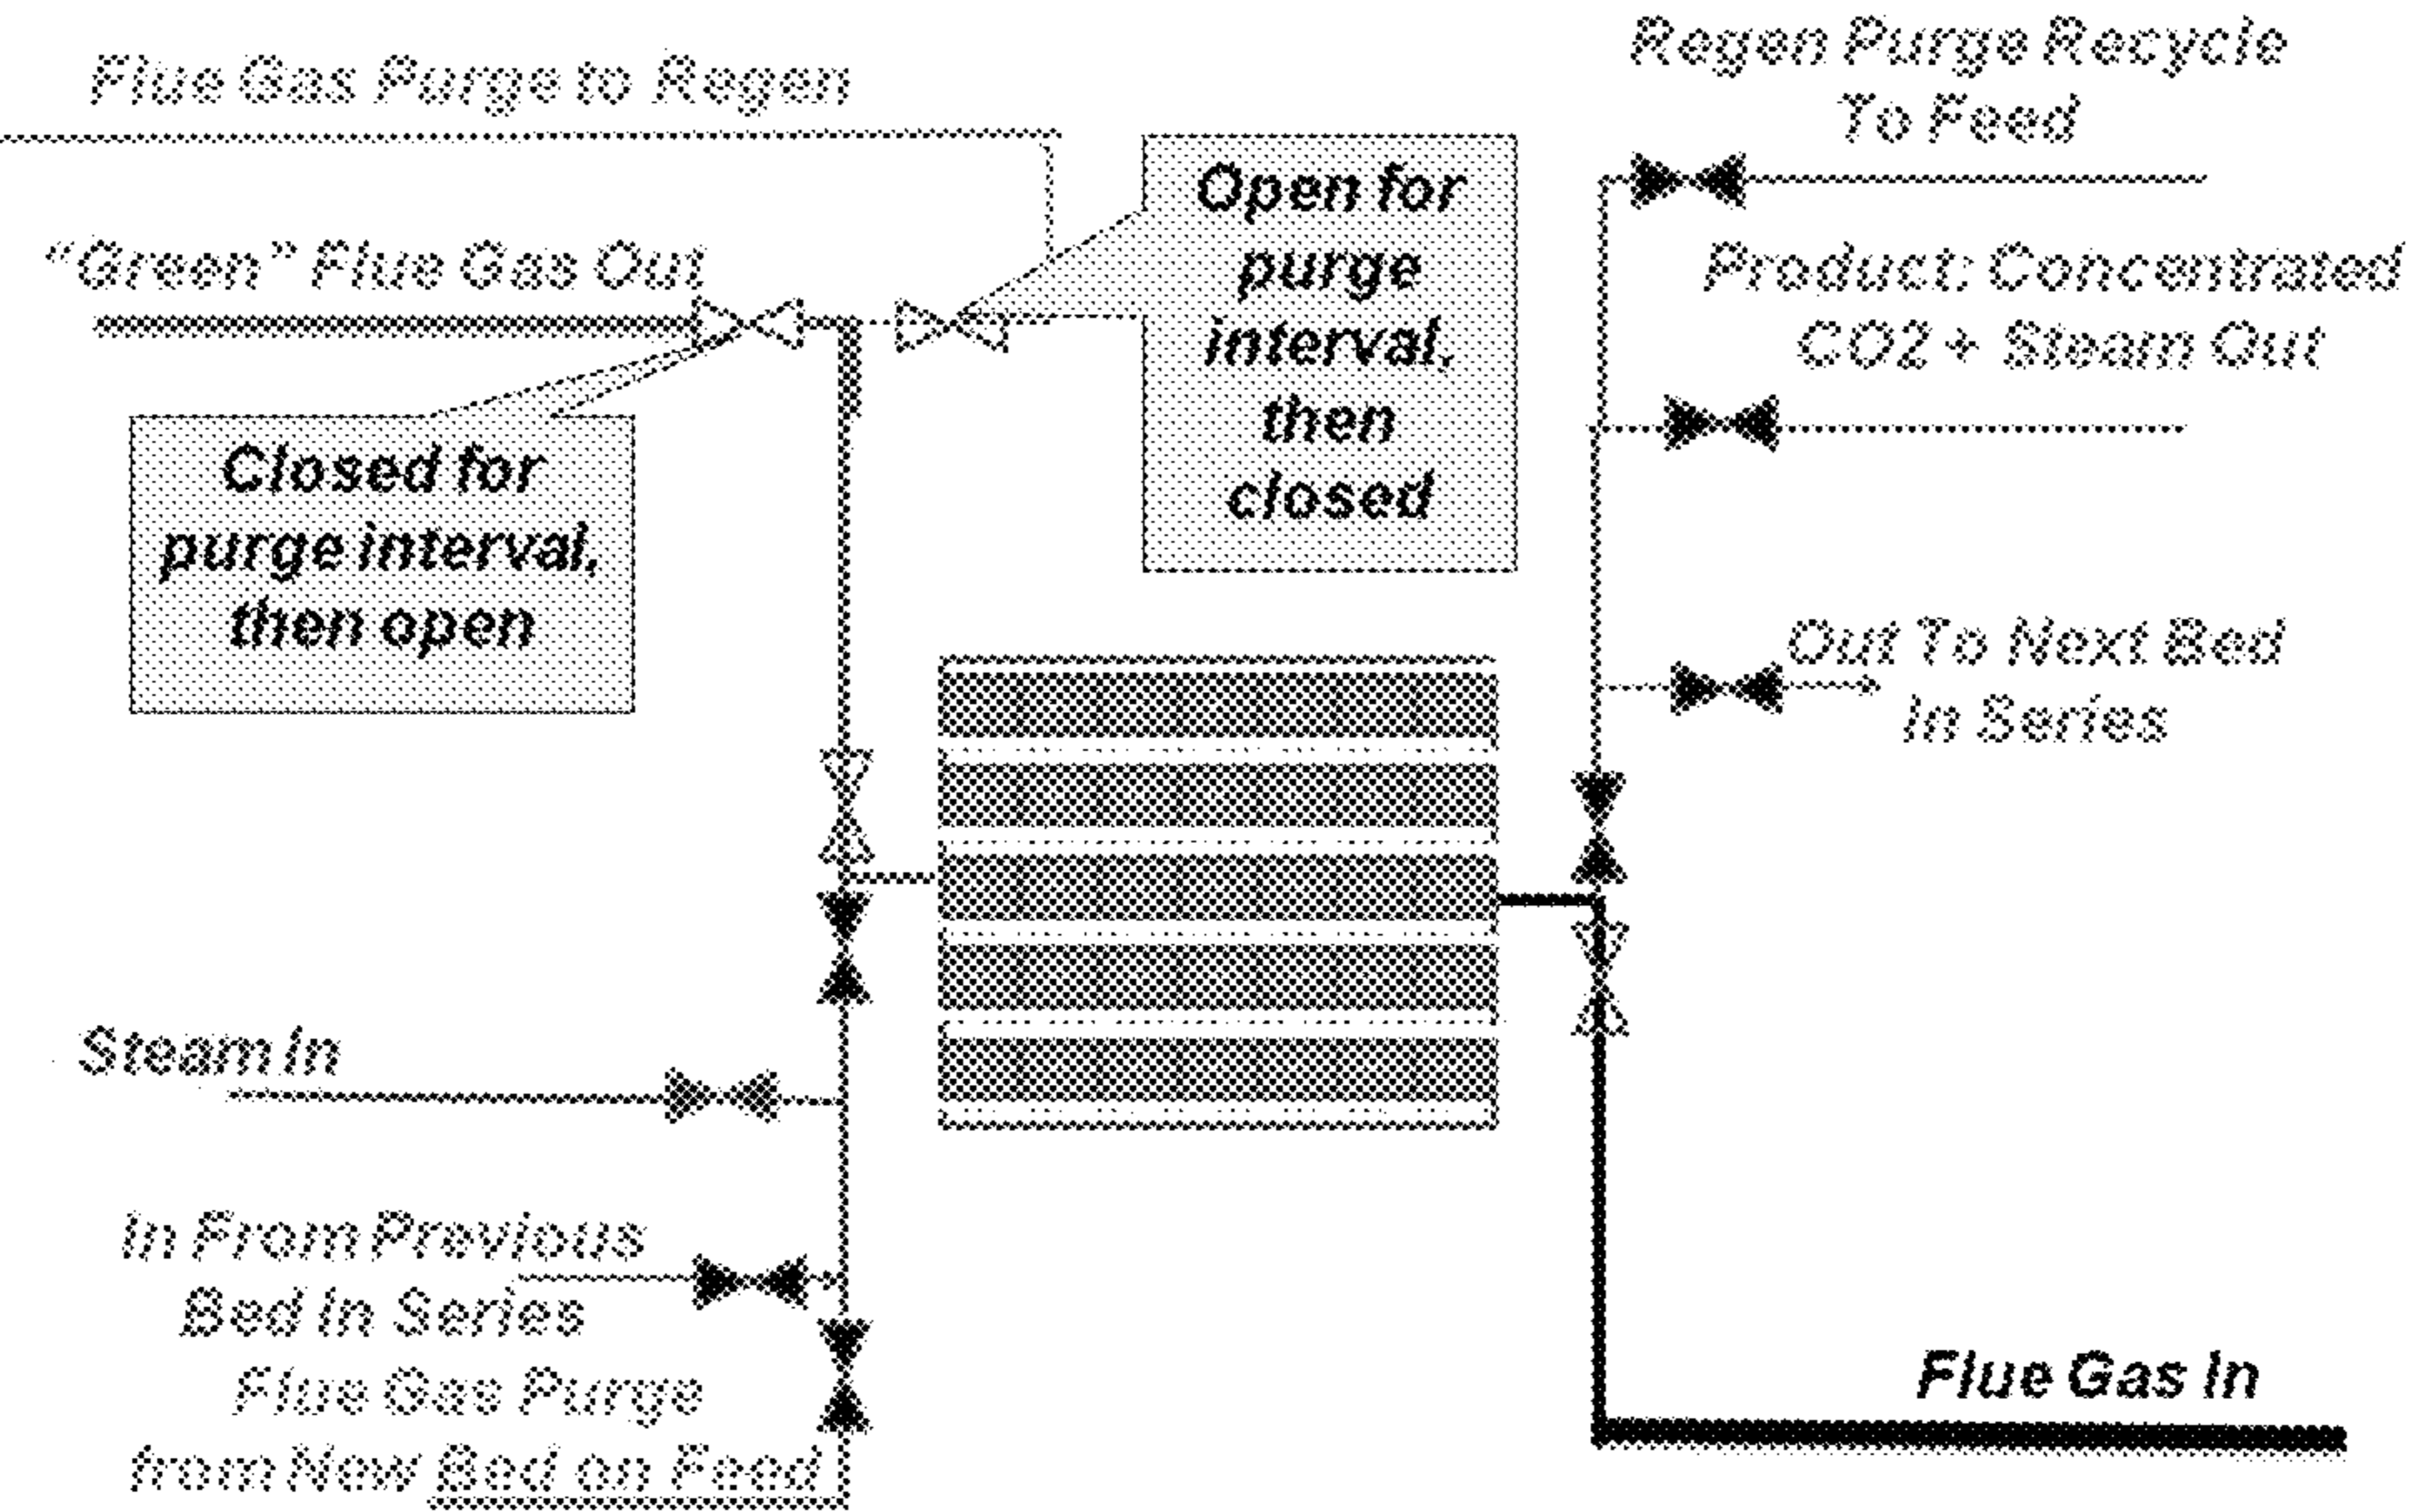 Flue Gas Purge to Regen
"Green" Flue Gas Out
Closed for
purge interval,
then open
Open for
purge
interval,
then
closed
Regen Purge Recycle
To Feed
Product: Concentrated
CO2 + Steam Out
Out To Next Bed
In Series
Steam In
In From Previous
Bed In Series
Flue Gas Purge
from New Bed on Feed
Flue Gas In